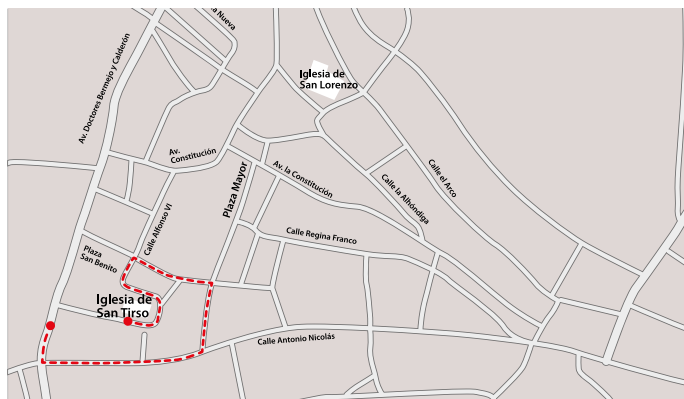 a Nueva
Av. Doctores Bermejo y Calderón
Iglesia de
San Lorenzo
Av.
Constitución
Plaza Mayor
Av. la Constitución
Calle el Arco
Calle la Alhóndiga
Calle Alfonso VI
Calle Regina Franco
Plaza
San Benito
Iglesia de
San Tirso
Calle Antonio Nicolás